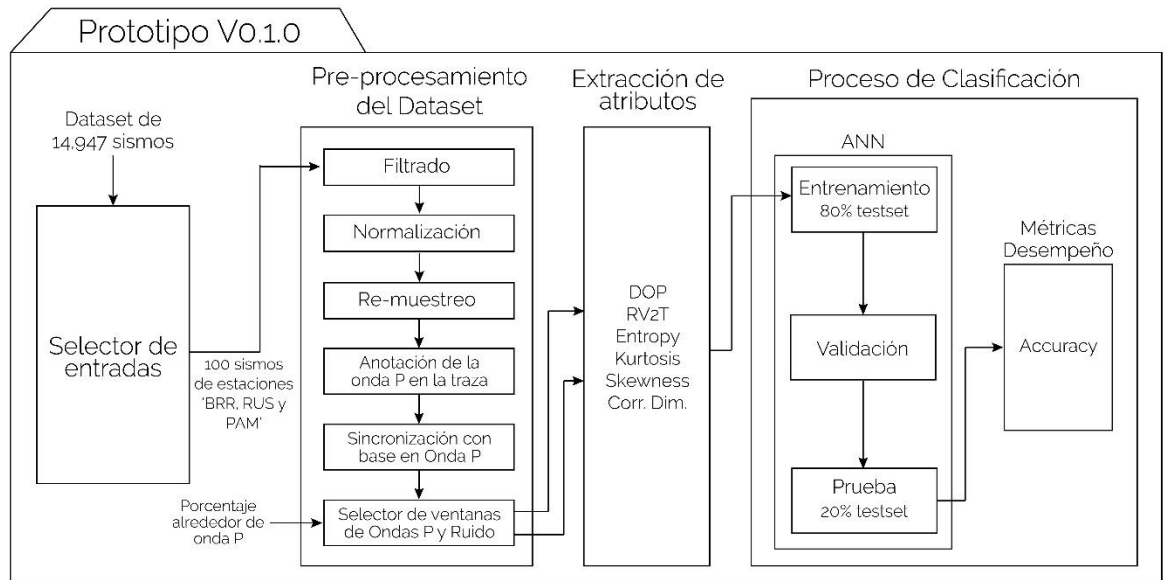 Prototipo V0.1.0
Dataset de
14,947 sismos
Selector de
entradas
100 sismos
de estaciones
'BRR, RUS y
PAM'
Pre-procesamiento
del Dataset
Filtrado
Normalización
Re-muestreo
Anotación de la
onda P en la traza
Sincronización con
base en Onda P
Porcentaje
alrededor de
onda P
Selector de ventanas
de Ondas P y Ruido
Extracción de
atributos
DOP
RV2T
Entropy
Kurtosis
Skewness
Corr. Dim.
Proceso de Clasificación
ANN
Entrenamiento
80% testset
Validación
Prueba
20% testset
Métricas
Desempeño
Accuracy